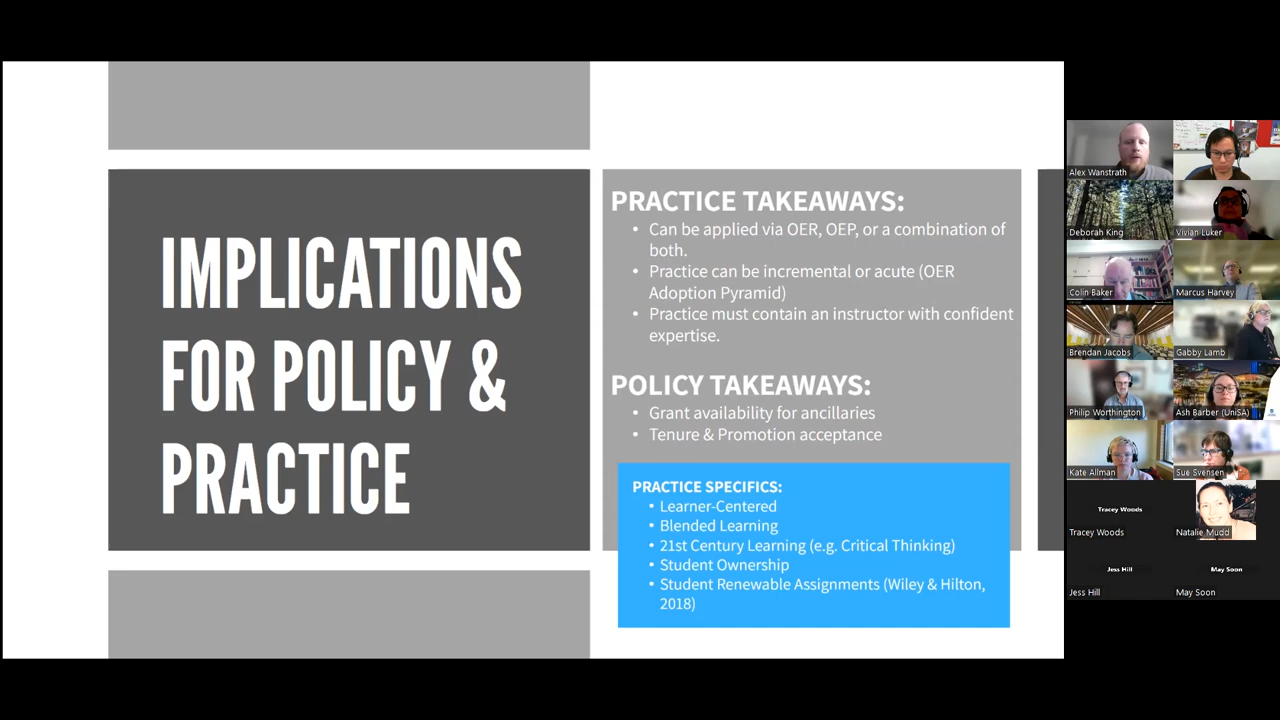 IMPLICATIONS
FOR POLICY &
PRACTICE
PRACTICE TAKEAWAYS:
• Can be applied via OER, OEP, or a combination of
both.
• Practice can be incremental or acute (OER
Adoption Pyramid)
• Practice must contain an instructor with confident
expertise.
POLICY TAKEAWAYS:
• Grant availability for ancillaries
• Tenure & Promotion acceptance
PRACTICE SPECIFICS:
• Learner-Centered
• Blended Learning
• 21st Century Learning (e.g. Critical Thinking)
• Student Ownership
• Student Renewable Assignments (Wiley & Hilton,
2018)
Alex Wanstrath
Deborah King
Vivian Luker
Colin Baker
Marcus Harvey
Brendan Jacobs
Gabby Lamb
Philip Worthington
Ash Barber (UniSA)
Kate Allman
Sue Svensen
Tracey Woods
Tracey Woods
Natalie Mudd
Jess Hill
May Soon
Jess Hill
May Soon